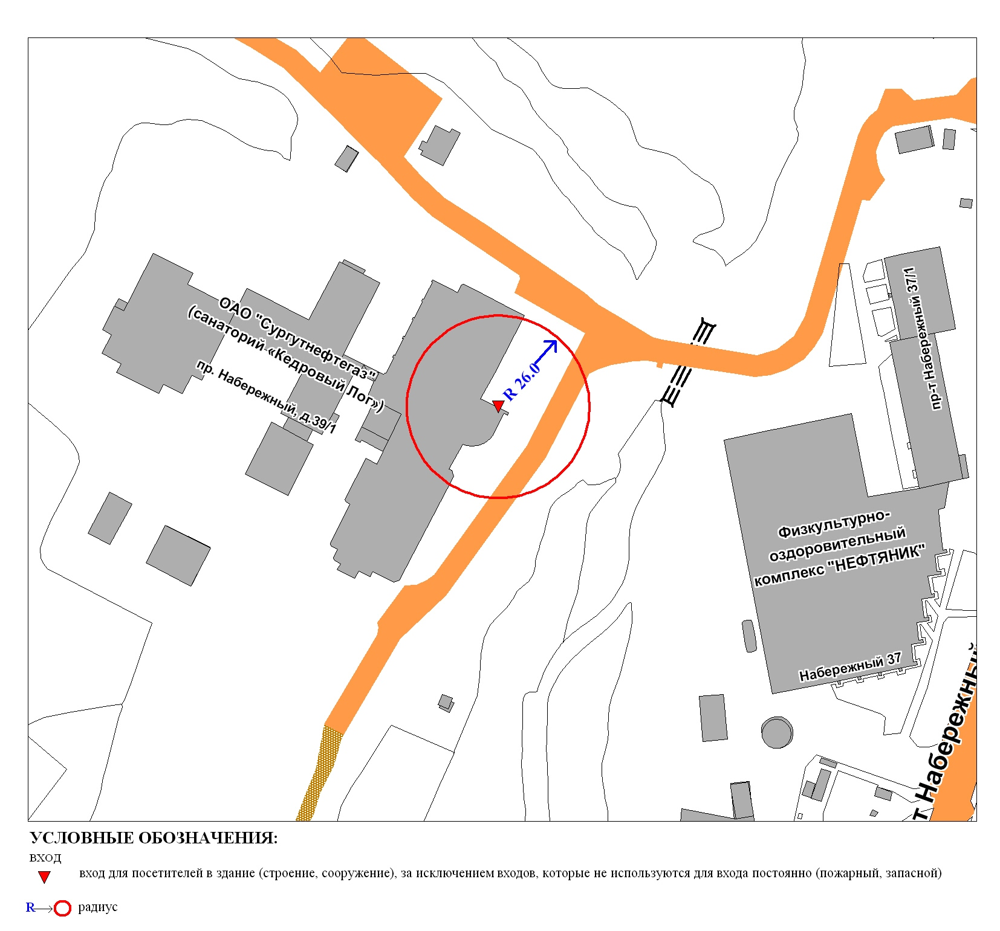 ОАО "Сургутнефтегаз"
(санаторий «Кедровый Лог»)
пр. Набережный, д.39/1
R 26.0
пр-т Набережный 37/1
Физкультурно-
оздоровительный
комплекс "НЕФТЯНИК"
Набережный 37
т Набережный
УСЛОВНЫЕ ОБОЗНАЧЕНИЯ:
ВХОД
вход для посетителей в здание (строение, сооружение), за исключением входов, которые не используются для входа постоянно (пожарный, запасной)
R
радиус